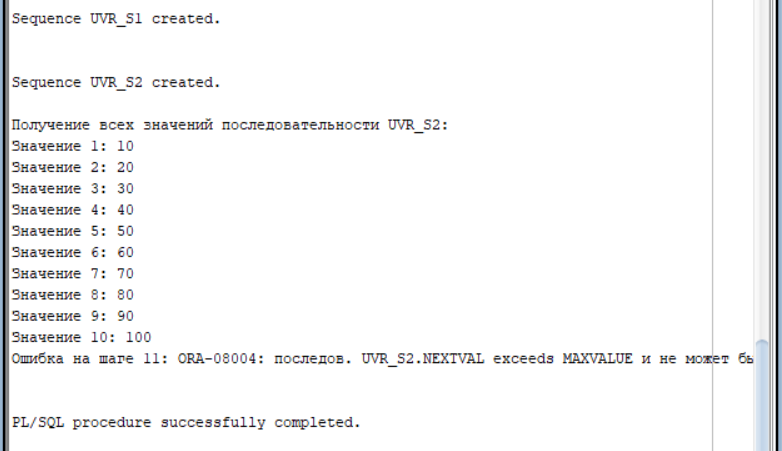 Sequence UVR_S1 created.
Sequence UVR_S2 created.
Получение всех значений последовательности UVR_S2:
Значение 1: 10
Значение 2: 20
Значение 3: 30
Значение 4: 40
Значение 5: 50
Значение 6: 60
Значение 7: 70
Значение 8: 80
Значение 9: 90
Значение 10: 100
Ошибка на шаге 11: ORA-08004: последов. UVR_S2.NEXTVAL exceeds MAXVALUE и не может бь
PL/SQL procedure successfully completed.